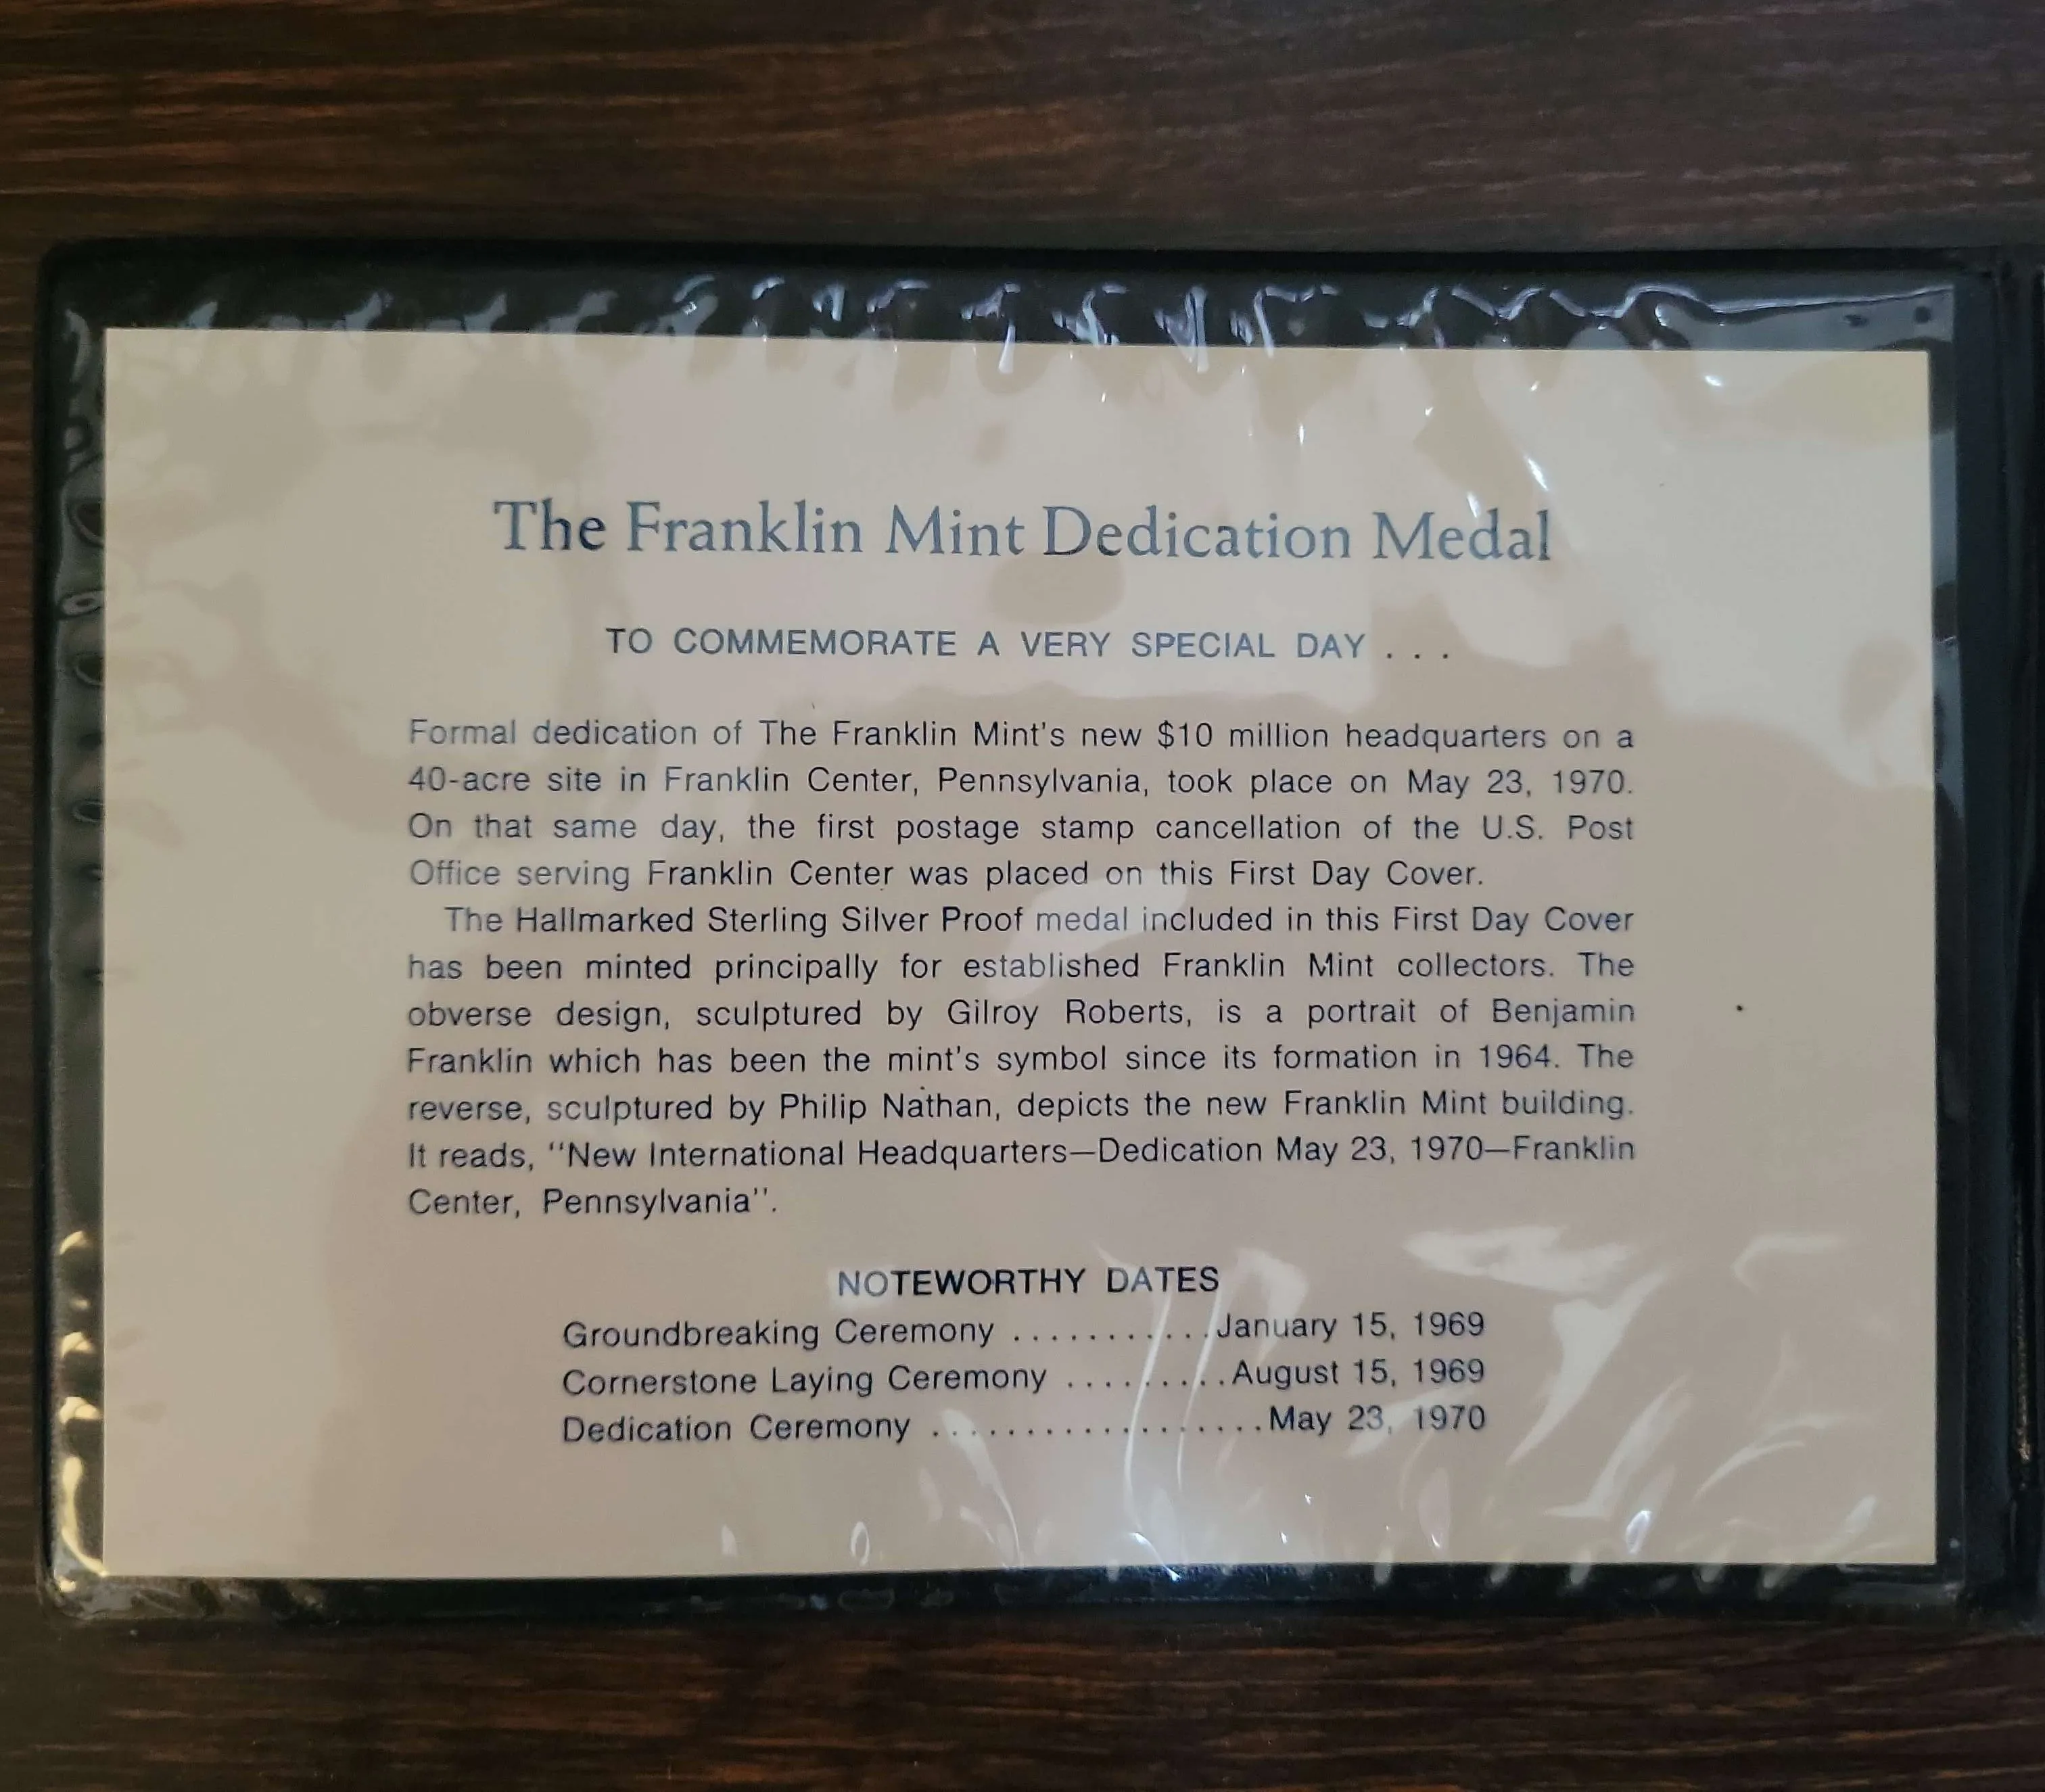 The Franklin Mint Dedication Medal
TO COMMEMORATE A VERY SPECIAL DAY . . .
Formal dedication of The Franklin Mint's new $10 million headquarters on a
40-acre site in Franklin Center, Pennsylvania, took place on May 23, 1970.
On that same day, the first postage stamp cancellation of the U.S. Post
Office serving Franklin Center was placed on this First Day Cover.
The Hallmarked Sterling Silver Proof medal included in this First Day Cover
has been minted principally for established Franklin Mint collectors. The
obverse design, sculptured by Gilroy Roberts, is a portrait of Benjamin
Franklin which has been the mint's symbol since its formation in 1964. The
reverse, sculptured by Philip Nathan, depicts the new Franklin Mint building.
It reads, ''New International Headquarters—Dedication May 23, 1970—Franklin
Center, Pennsylvania''.
NOTEWORTHY DATES
Groundbreaking Ceremony . . . . . . . . . . . January 15, 1969
Cornerstone Laying Ceremony . . . . . . . . . August 15, 1969
Dedication Ceremony . . . . . . . . . . . . . . . . . . May 23, 1970